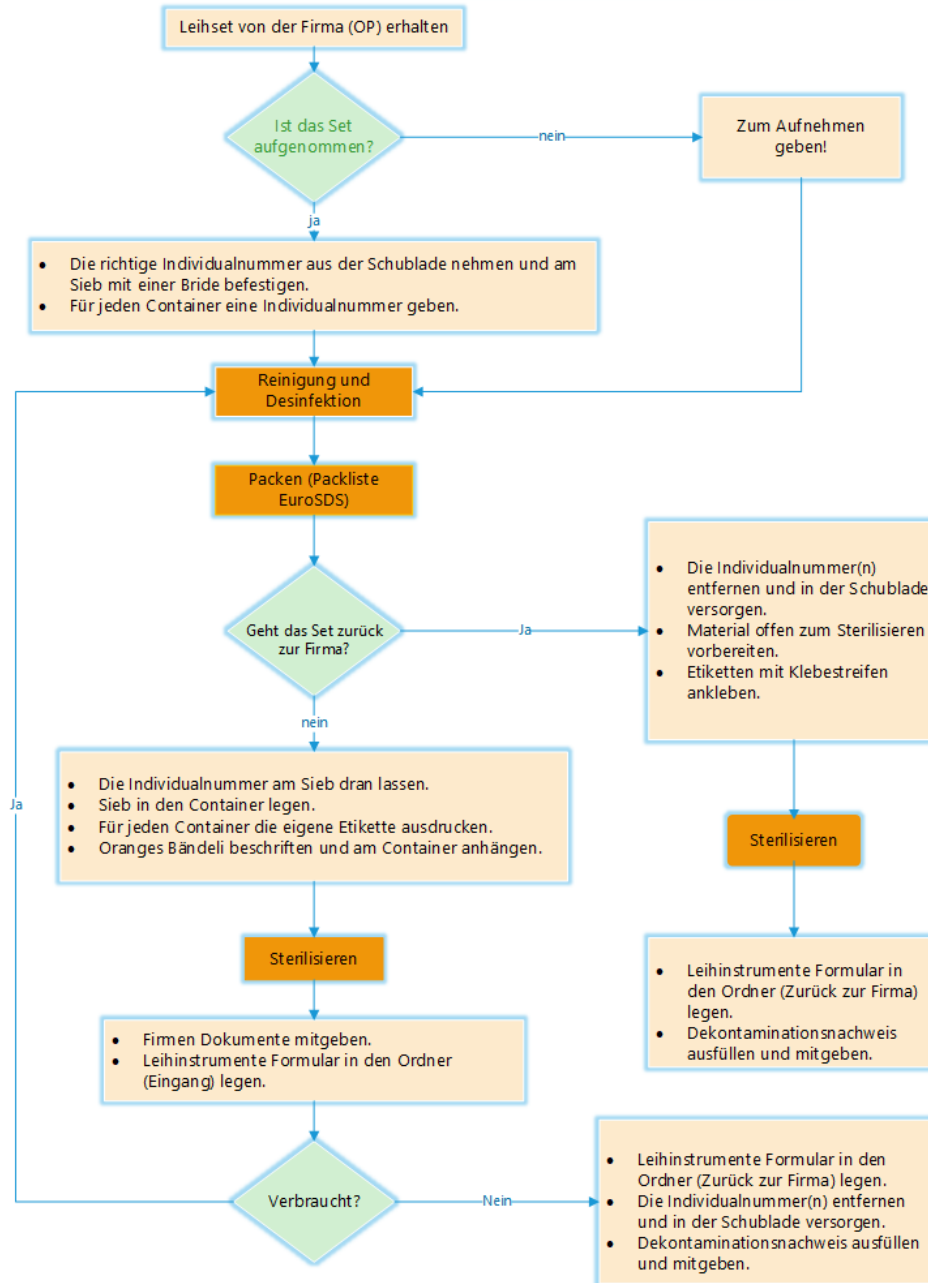 Leihset von der Firma (OP) erhalten
Ist das Set
aufgenommen?
nein
Zum Aufnehmen
geben!
ja
• Die richtige Individualnummer aus der Schublade nehmen und am
Sieb mit einer Bride befestigen.
• Für jeden Container eine Individualnummer geben.
Reinigung und
Desinfektion
Packen (Packliste
EuroSDS)
Geht das Set zurück
zur Firma?
Ja
• Die Individualnummer(n)
entfernen und in der Schublade
versorgen.
• Material offen zum Sterilisieren
vorbereiten.
• Etiketten mit Klebestreifen
ankleben.
nein
• Die Individualnummer am Sieb dran lassen.
• Sieb in den Container legen.
• Für jeden Container die eigene Etikette ausdrucken.
• Oranges Bändeli beschriften und am Container anhängen.
Ja
Sterilisieren
Sterilisieren
• Leihinstrumente Formular in
den Ordner (Zurück zur Firma)
legen.
• Dekontaminationsnachweis
ausfüllen und mitgeben.
• Firmen Dokumente mitgeben.
• Leihinstrumente Formular in den Ordner
(Eingang) legen.
Verbraucht?
Nein
• Leihinstrumente Formular in den
Ordner (Zurück zur Firma) legen.
• Die Individualnummer(n) entfernen
und in der Schublade versorgen.
• Dekontaminationsnachweis ausfüllen
und mitgeben.